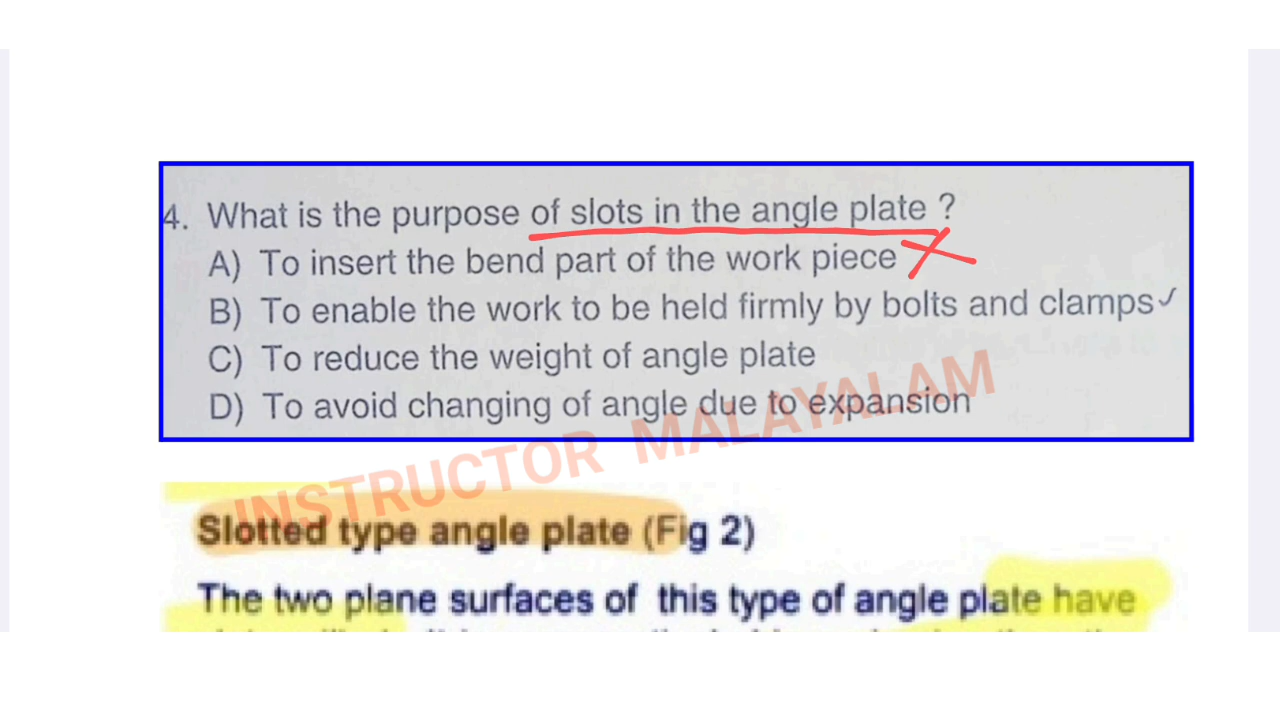 4. What is the purpose of slots in the angle plate ?
A) To insert the bend part of the work piece
B) To enable the work to be held firmly by bolts and clamps ✓
C) To reduce the weight of angle plate
D) To avoid changing of angle due to expansion
INSTRUCTOR MALAYALAM
Slotted type angle plate (Fig 2)
The two plane surfaces of this type of angle plate have